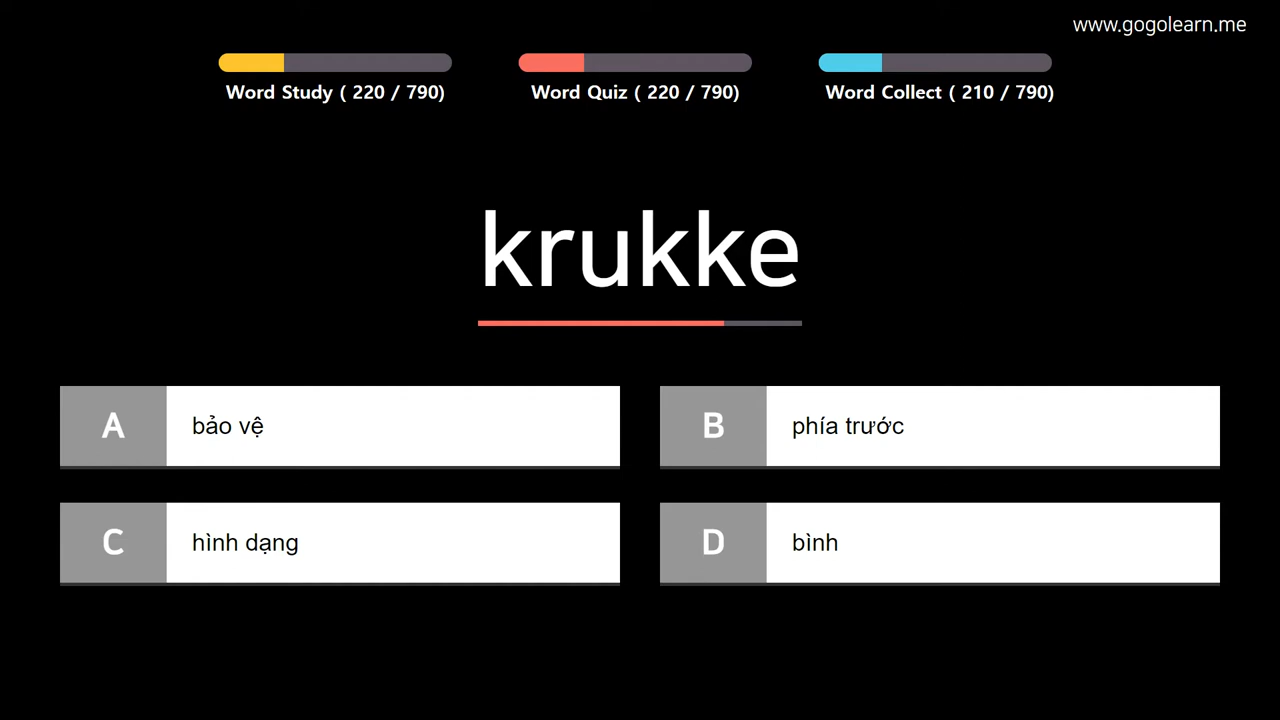 www.gogolearn.me
Word Study ( 220 / 790)
Word Quiz ( 220 / 790)
Word Collect ( 210 / 790)
krukke
A bảo vệ
B phía trước
C hình dạng
D bình